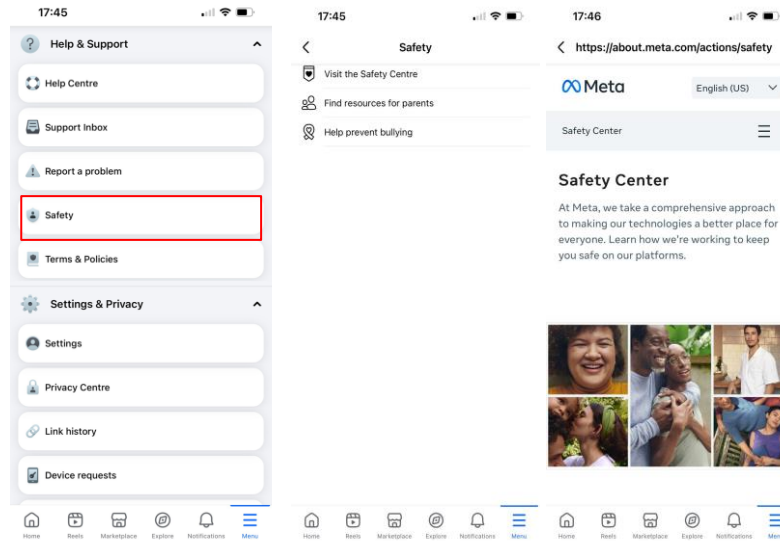 17:45
Help & Support
Help Centre
Support Inbox
Report a problem
Safety
Terms & Policies
Settings & Privacy
Settings
Privacy Centre
Link history
Device requests
Home Reels Marketplace Explore Notifications Menu
17:45
Safety
Visit the Safety Centre
Find resources for parents
Help prevent bullying
Home Reels Marketplace Explore Notifications Menu
17:46
https://about.meta.com/actions/safety
Meta
English (US)
Safety Center
Safety Center
At Meta, we take a comprehensive approach
to making our technologies a better place for
everyone. Learn how we're working to keep
you safe on our platforms.
Home Reels Marketplace Explore Notifications